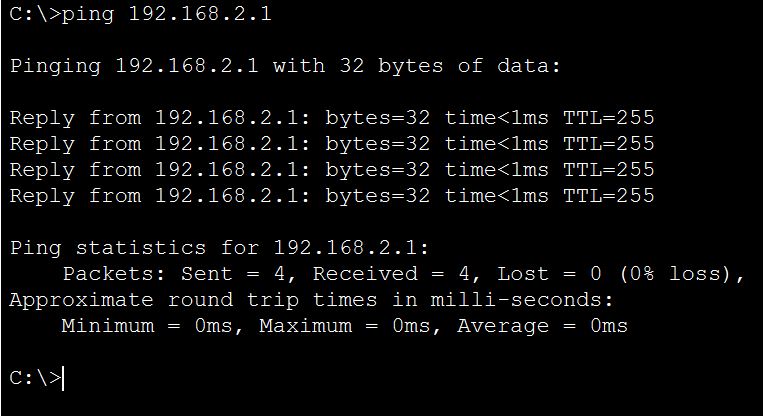 C:\>ping 192.168.2.1
Pinging 192.168.2.1 with 32 bytes of data:
Reply from 192.168.2.1: bytes=32 time<1ms TTL=255
Reply from 192.168.2.1: bytes=32 time<1ms TTL=255
Reply from 192.168.2.1: bytes=32 time<1ms TTL=255
Reply from 192.168.2.1: bytes=32 time<1ms TTL=255
Ping statistics for 192.168.2.1:
    Packets: Sent = 4, Received = 4, Lost = 0 (0% loss),
Approximate round trip times in milli-seconds:
    Minimum = 0ms, Maximum = 0ms, Average = 0ms
C:\>